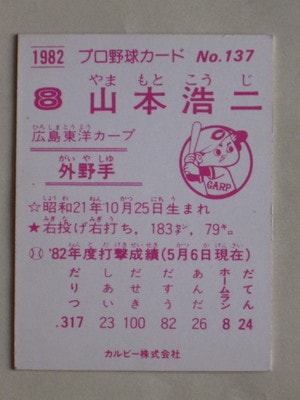 1982 プロ野球カード No.137
やま もと こう じ
8 山本浩二
ひろしまとうよう
広島東洋カープ
がいやしゅ
外野手
CARP
しょうわ ねん がつ にち う
☆昭和21年10月25日生まれ
みぎな みぎう
★右投げ右打ち, 183センチ, 79キロ
ねんど だげきせいせき がつ か げんざい
'82年度打撃成績(5月6日現在)
だりつ しあい だすう あんだ とうるい ホームラン だてん
.317 23 100 82 26 8 24
カルビー株式会社